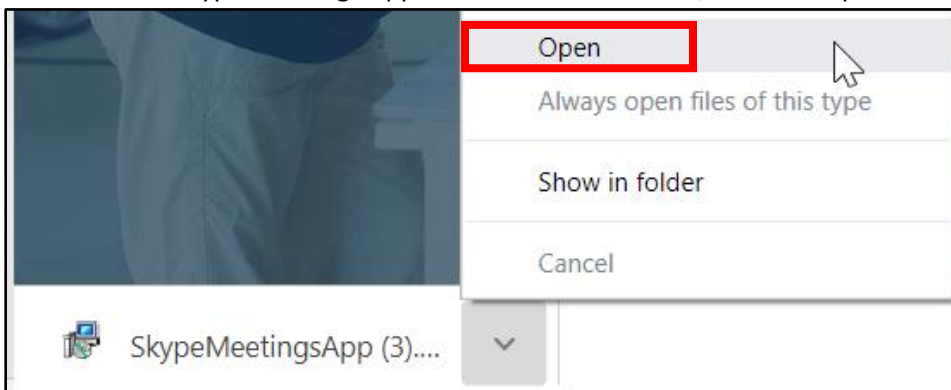 Open
Always open files of this type
Show in folder
Cancel
SkypeMeetingsApp (3)....